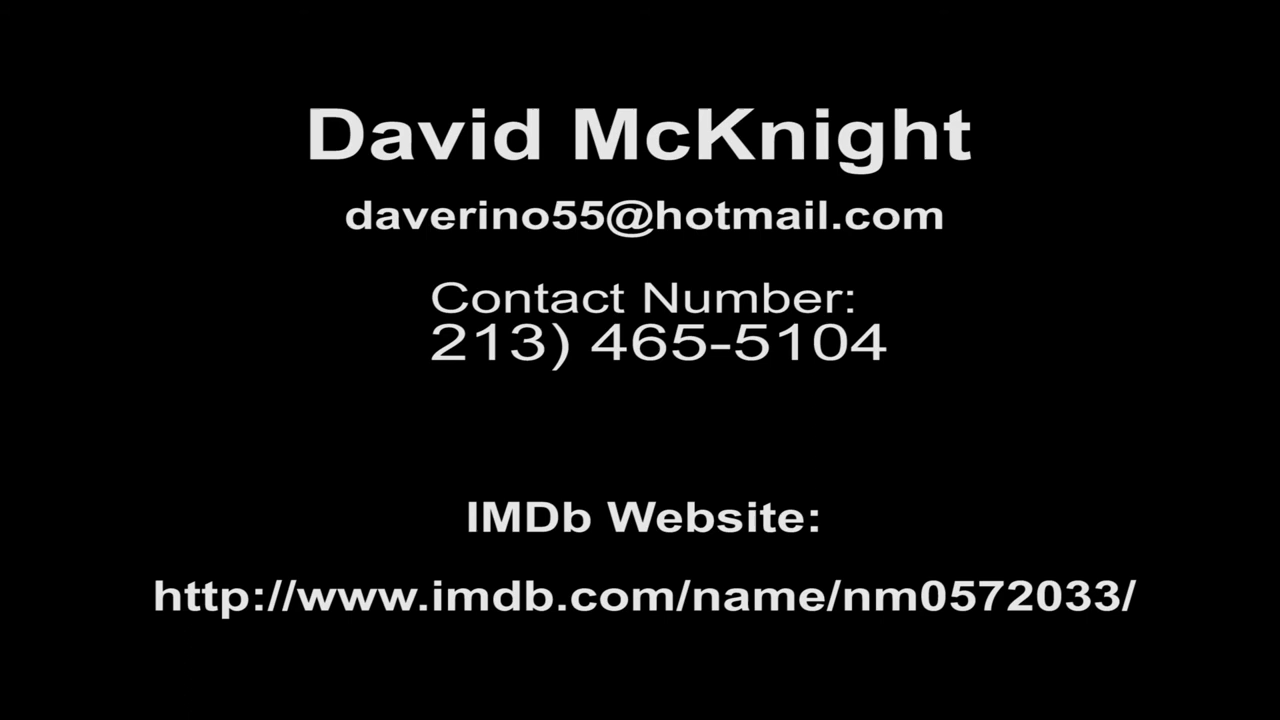 David McKnight
daverino55@hotmail.com
Contact Number:
213) 465-5104
IMDb Website:
http://www.imdb.com/name/nm0572033/